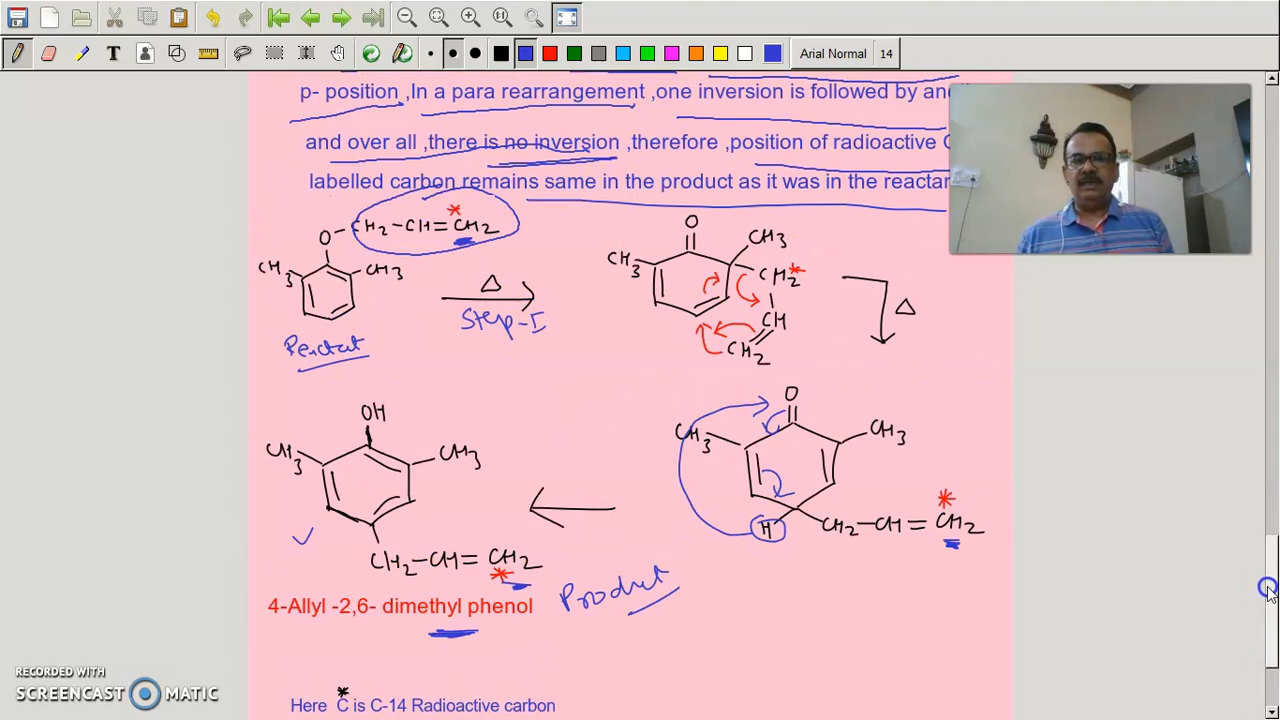 Arial Normal 14
p- position ,In a para rearrangement ,one inversion is followed by
and over all ,there is no inversion ,therefore ,position of radioactive
labelled carbon remains same in the product as it was in the
O-CH2-CH=CH2
*
CH3 CH3
Δ
Step-I
O
CH3 CH3
CH2*
CH
CH2
Δ
OH
CH3 CH3
CH2-CH=CH2
*
O
CH3 CH3
H CH2-CH=CH2
*
4-Allyl -2,6- dimethyl phenol
Product
RECORDED WITH
SCREENCAST MATIC
*
Here C is C-14 Radioactive carbon